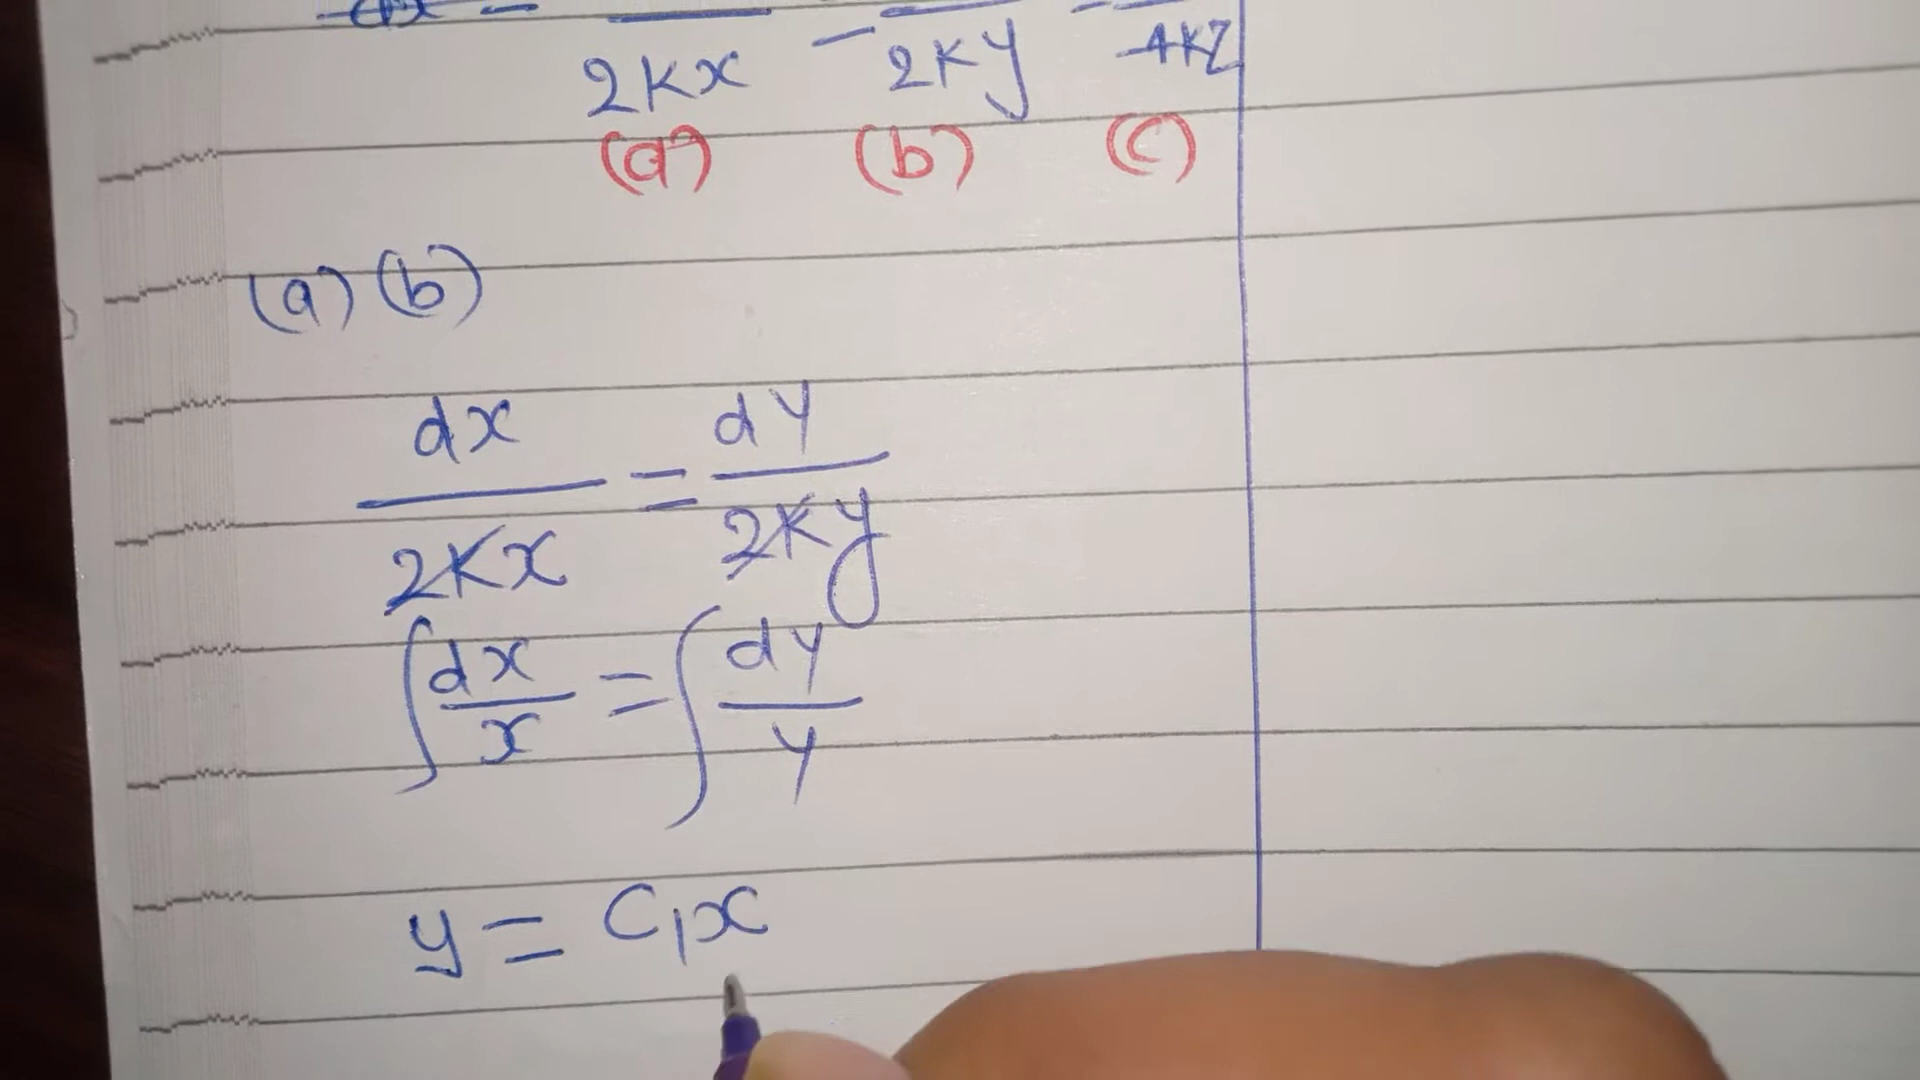 2kx - 2ky -4kz
(a) (b) (c)
(a) (b)
dx/2kx = dy/2ky
∫dx/x = ∫dy/y
y = C₁x